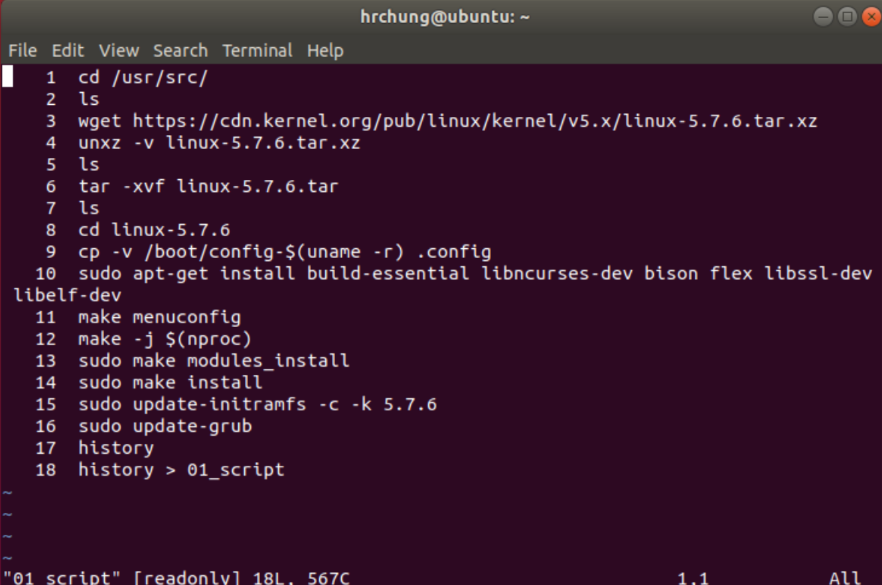 hrchung@ubuntu: ~
File Edit View Search Terminal Help
1 cd /usr/src/
2 ls
3 wget https://cdn.kernel.org/pub/linux/kernel/v5.x/linux-5.7.6.tar.xz
4 unxz -v linux-5.7.6.tar.xz
5 ls
6 tar -xvf linux-5.7.6.tar
7 ls
8 cd linux-5.7.6
9 cp -v /boot/config-$(uname -r) .config
10 sudo apt-get install build-essential libncurses-dev bison flex libssl-dev
libelf-dev
11 make menuconfig
12 make -j $(nproc)
13 sudo make modules_install
14 sudo make install
15 sudo update-initramfs -c -k 5.7.6
16 sudo update-grub
17 history
18 history > 01_script
~
~
~
~
"01_script" [readonly] 18L, 567C 1,1 All